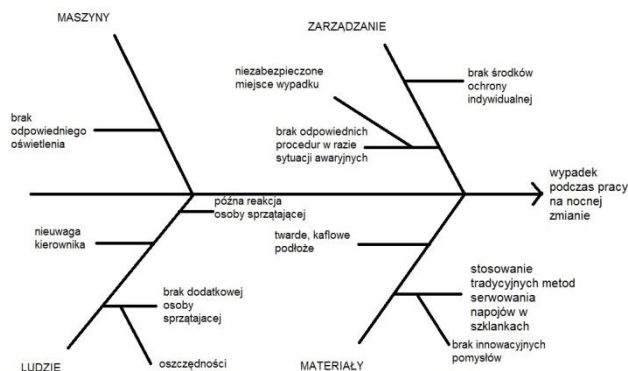 MASZYNY
ZARZĄDZANIE
niezabezpieczone
miejsce wypadku
brak środków
ochrony
indywidualnej
brak
odpowiedniego
oświetlenia
brak odpowiednich
procedur w razie
sytuacji awaryjnych
wypadek
podczas pracy
na nocnej
zmianie
późna reakcja
osoby sprzątającej
nieuwaga
kierownika
twarde, kaflowe
podłoże
brak dodatkowej
osoby
sprzątajacej
stosowanie
tradycyjnych metod
serwowania
napojów w
szklankach
brak innowacyjnych
pomysłów
oszczędności
LUDZIE
MATERIAŁY